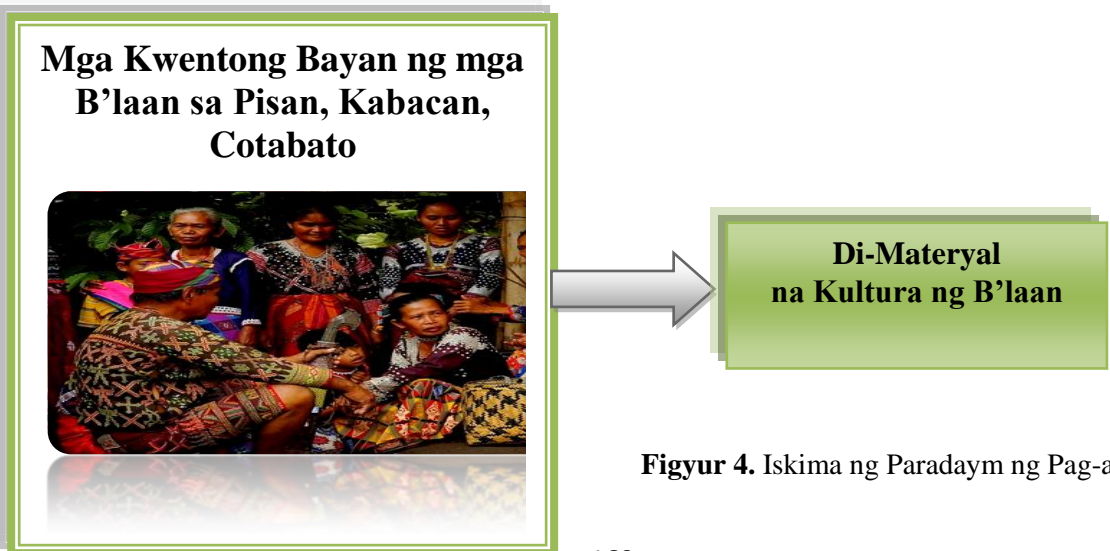 Mga Kwentong Bayan ng mga
B’laan sa Pisan, Kabacan,
Cotabato
Di-Materyal
na Kultura ng B’laan
Figyur 4. Iskima ng Paradaym ng Pag-a